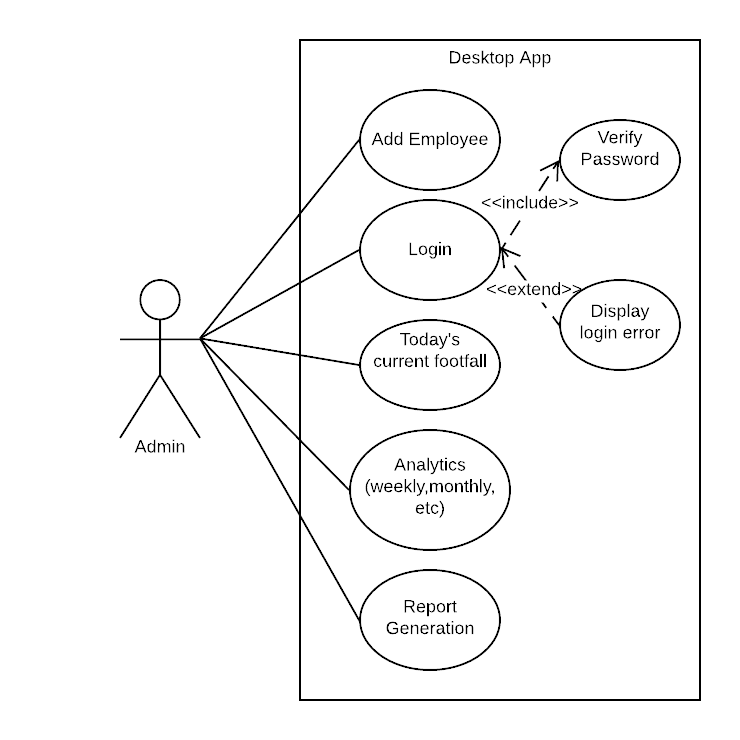 Desktop App
Add Employee
Verify
Password
<<include>>
Login
<<extend>>
Display
login error
Today's
current footfall
Admin
Analytics
(weekly,monthly,
etc)
Report
Generation